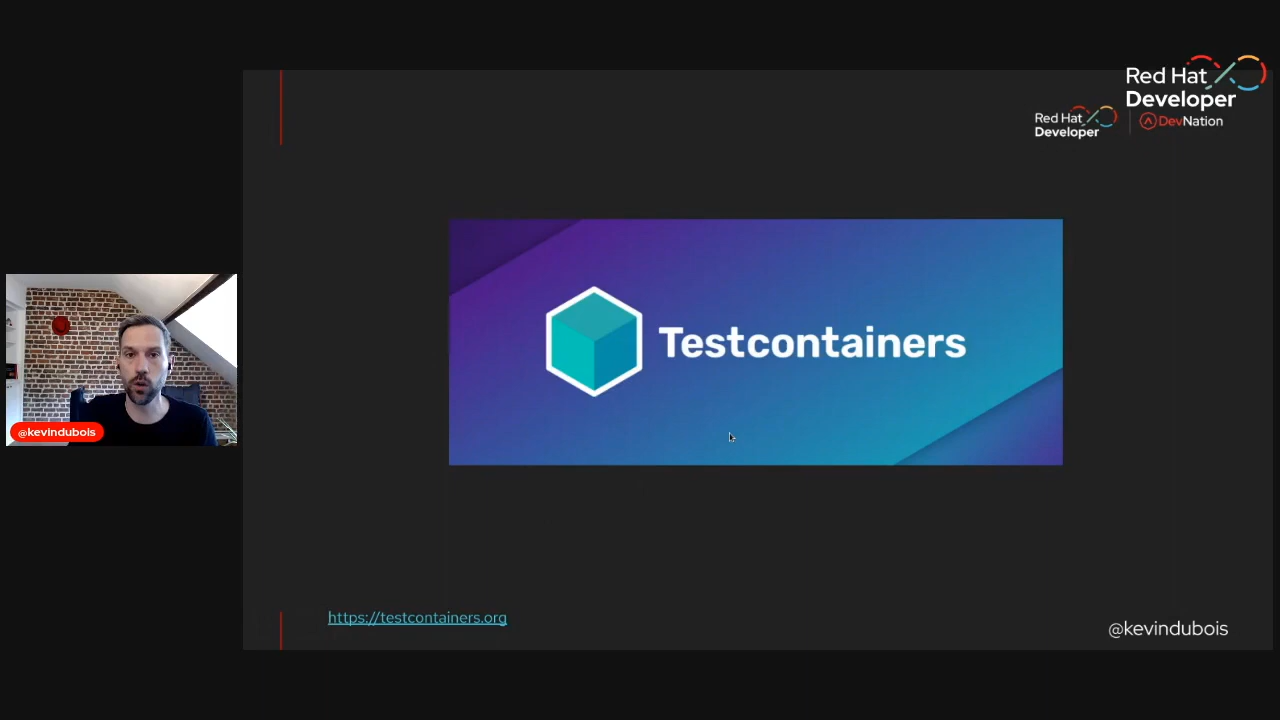 Red Hat
Developer
Red Hat
Developer
DevNation
Testcontainers
@kevindubois
https://testcontainers.org
@kevindubois